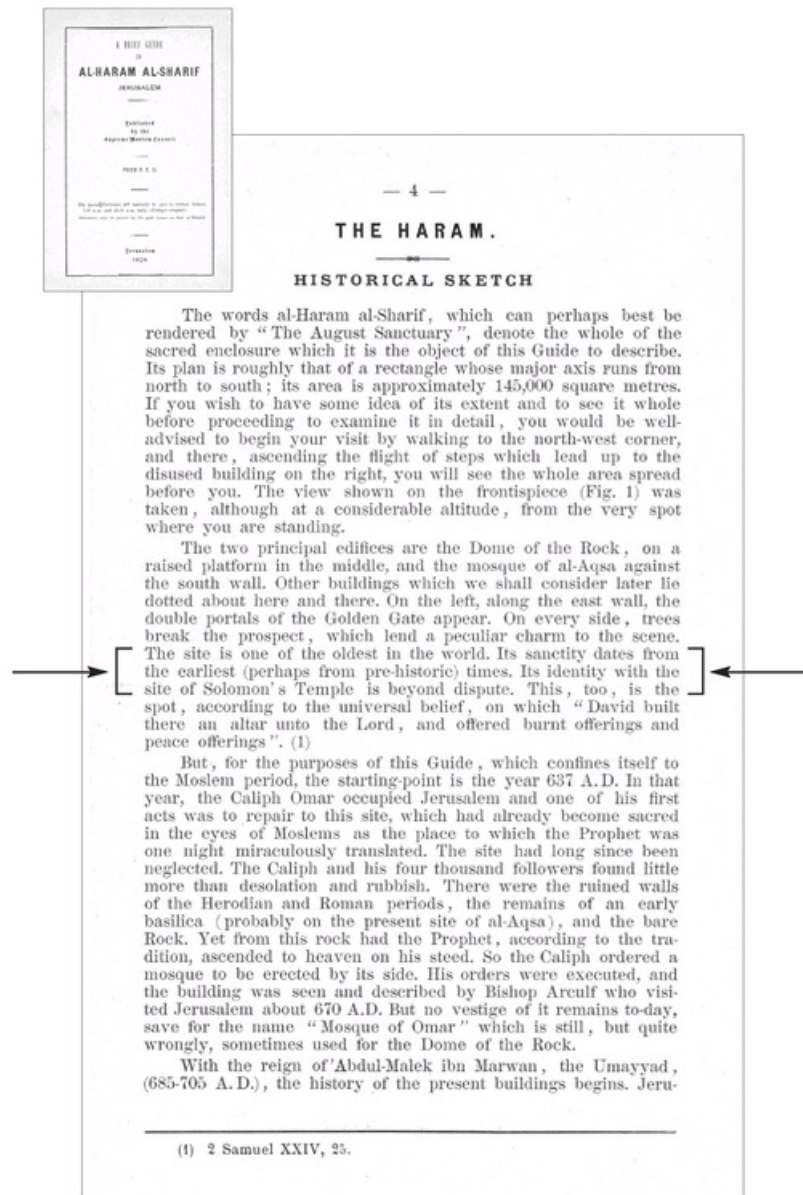 A BRIEF GUIDE
TO
AL-HARAM AL-SHARIF
JERUSALEM
Published
by the
Supreme Moslem Council
Jerusalem
— 4 —
THE HARAM.
HISTORICAL SKETCH
The words al-Haram al-Sharif, which can perhaps best be
rendered by "The August Sanctuary", denote the whole of the
sacred enclosure which it is the object of this Guide to describe.
Its plan is roughly that of a rectangle whose major axis runs from
north to south; its area is approximately 145,000 square metres.
If you wish to have some idea of its extent and to see it whole
before proceeding to examine it in detail, you would be well-
advised to begin your visit by walking to the north-west corner,
and there, ascending the flight of steps which lead up to the
disused building on the right, you will see the whole area spread
before you. The view shown on the frontispiece (Fig. 1) was
taken, although at a considerable altitude, from the very spot
where you are standing.
The two principal edifices are the Dome of the Rock, on a
raised platform in the middle, and the mosque of al-Aqsa against
the south wall. Other buildings which we shall consider later lie
dotted about here and there. On the left, along the east wall, the
double portals of the Golden Gate appear. On every side, trees
break the prospect, which lend a peculiar charm to the scene.
The site is one of the oldest in the world. Its sanctity dates from
the earliest (perhaps from pre-historic) times. Its identity with the
site of Solomon's Temple is beyond dispute. This, too, is the
spot, according to the universal belief, on which "David built
there an altar unto the Lord, and offered burnt offerings and
peace offerings". (1)
But, for the purposes of this Guide, which confines itself to
the Moslem period, the starting-point is the year 637 A.D. In that
year, the Caliph Omar occupied Jerusalem and one of his first
acts was to repair to this site, which had already become sacred
in the eyes of Moslems as the place to which the Prophet was
one night miraculously translated. The site had long since been
neglected. The Caliph and his four thousand followers found little
more than desolation and rubbish. There were the ruined walls
of the Herodian and Roman periods, the remains of an early
basilica (probably on the present site of al-Aqsa), and the bare
Rock. Yet from this rock had the Prophet, according to the tra-
dition, ascended to heaven on his steed. So the Caliph ordered a
mosque to be erected by its side. His orders were executed, and
the building was seen and described by Bishop Arculf who visi-
ted Jerusalem about 670 A.D. But no vestige of it remains to-day,
save for the name "Mosque of Omar" which is still, but quite
wrongly, sometimes used for the Dome of the Rock.
With the reign of 'Abdul-Malek ibn Marwan, the Umayyad,
(685-705 A.D.), the history of the present buildings begins. Jeru-
(1) 2 Samuel XXIV, 25.